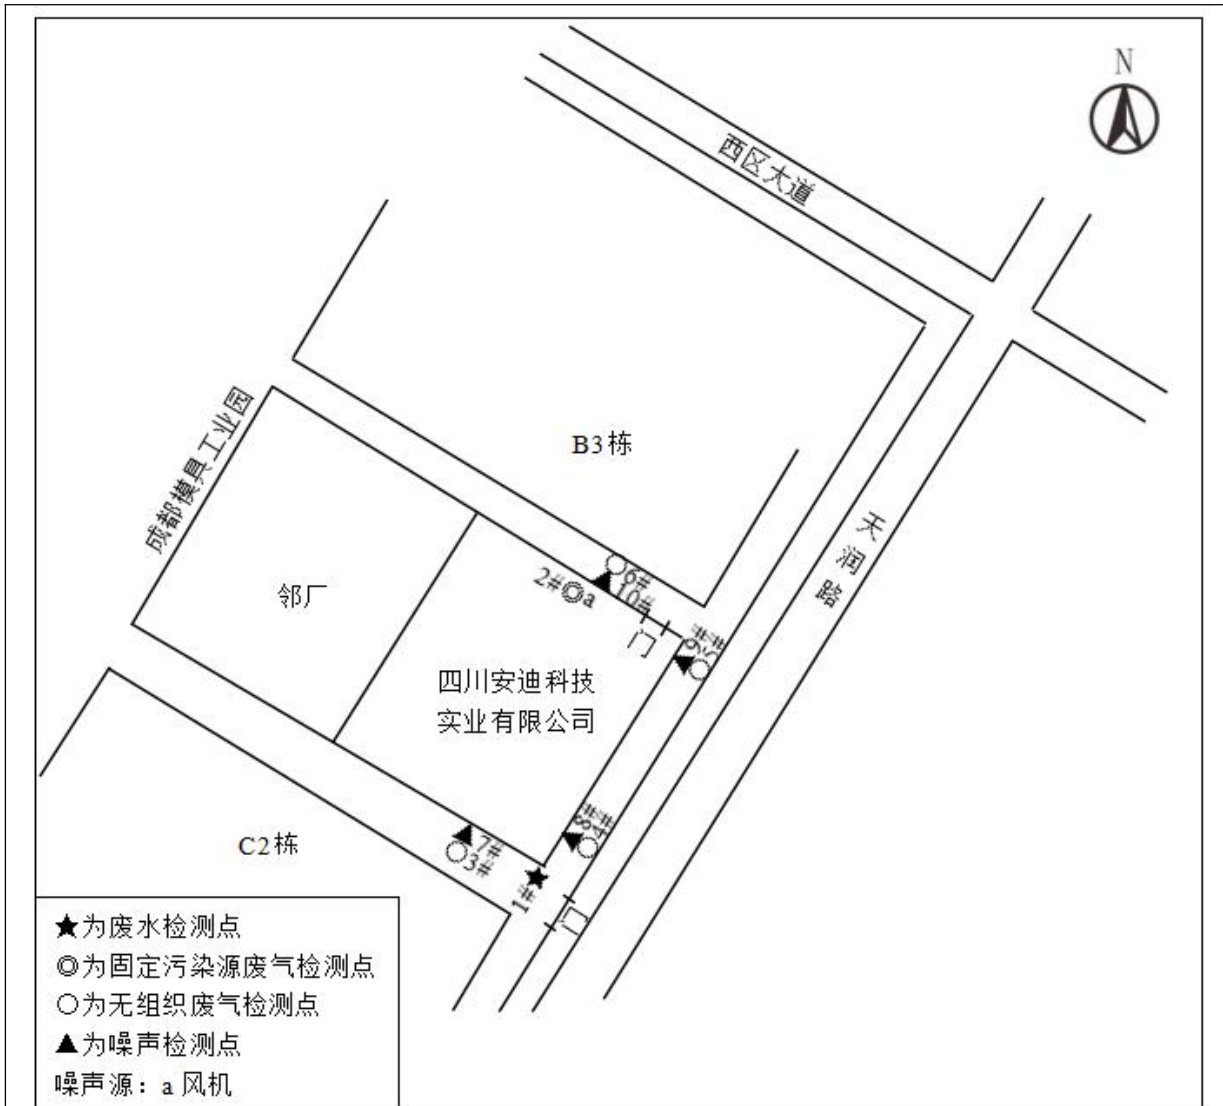 N
西区大道
成都模具工业园
B3栋
天润路
邻厂
2#
a
6#
10#
门
9#
5#
四川安迪科技
实业有限公司
8#
4#
7#
3#
C2栋
1#
门
★为废水检测点
◎为固定污染源废气检测点
○为无组织废气检测点
▲为噪声检测点
噪声源：a 风机